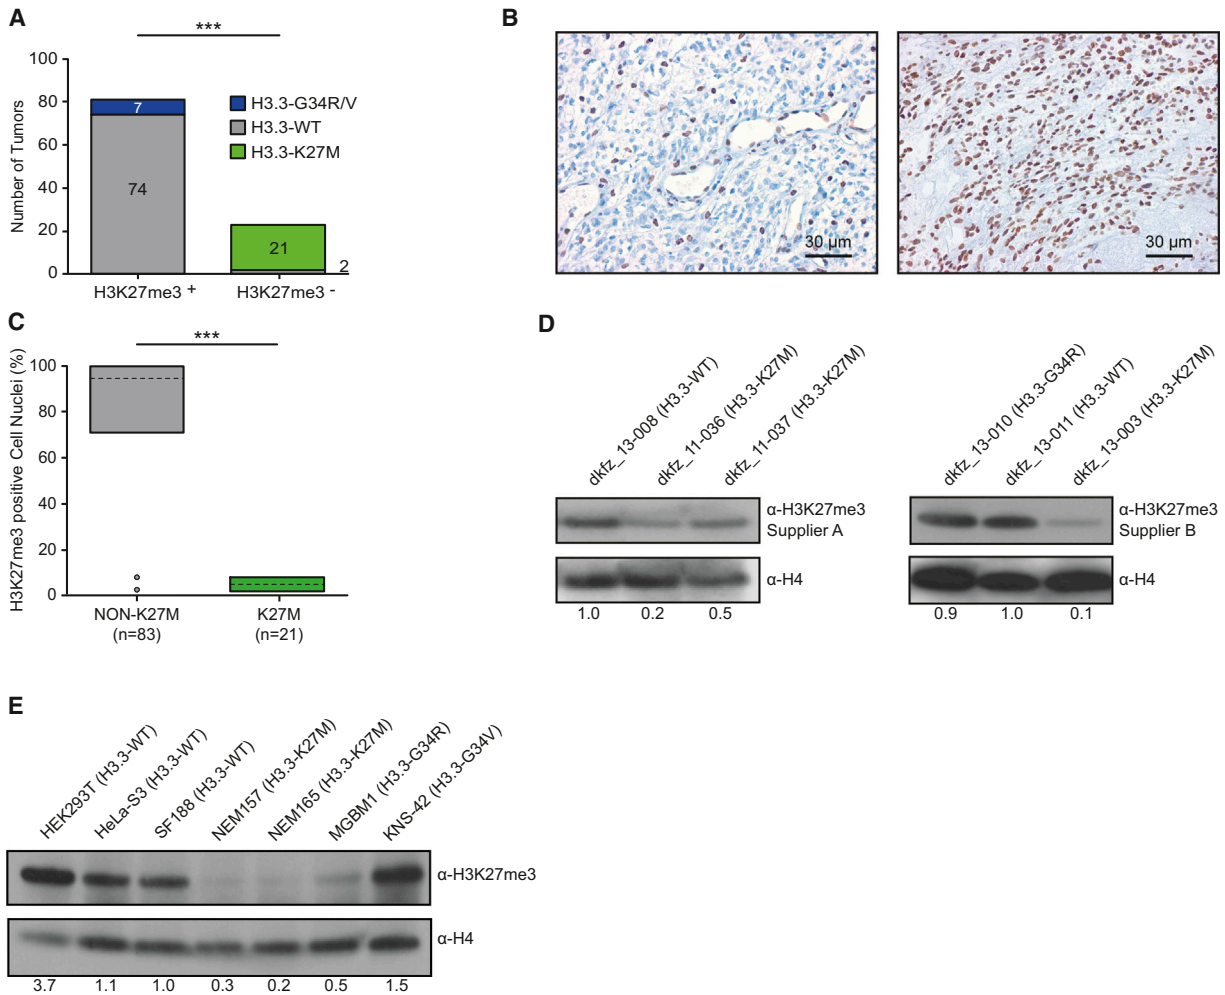 A
***
Number of Tumors
100
80
60
40
20
0
7
74
21
2
H3.3-G34R/V
H3.3-WT
H3.3-K27M
H3K27me3 +
H3K27me3 -
B
30 µm
30 µm
C
***
H3K27me3 positive Cell Nuclei (%)
100
80
60
40
20
0
NON-K27M
(n=83)
K27M
(n=21)
D
dkfz_13-008 (H3.3-WT)
dkfz_11-036 (H3.3-K27M)
dkfz_11-037 (H3.3-K27M)
α-H3K27me3
Supplier A
α-H4
1.0 0.2 0.5
dkfz_13-010 (H3.3-G34R)
dkfz_13-011 (H3.3-WT)
dkfz_13-003 (H3.3-K27M)
α-H3K27me3
Supplier B
α-H4
0.9 1.0 0.1
E
HEK293T (H3.3-WT)
HeLa-S3 (H3.3-WT)
SF188 (H3.3-WT)
NEM157 (H3.3-K27M)
NEM165 (H3.3-K27M)
MGBM1 (H3.3-G34R)
KNS-42 (H3.3-G34V)
α-H3K27me3
α-H4
3.7 1.1 1.0 0.3 0.2 0.5 1.5